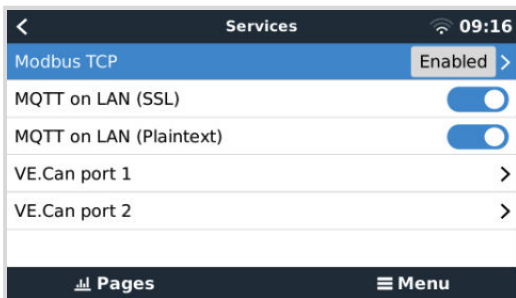 Services 09:16
Modbus TCP Enabled
MQTT on LAN (SSL)
MQTT on LAN (Plaintext)
VE.Can port 1
VE.Can port 2
Pages Menu